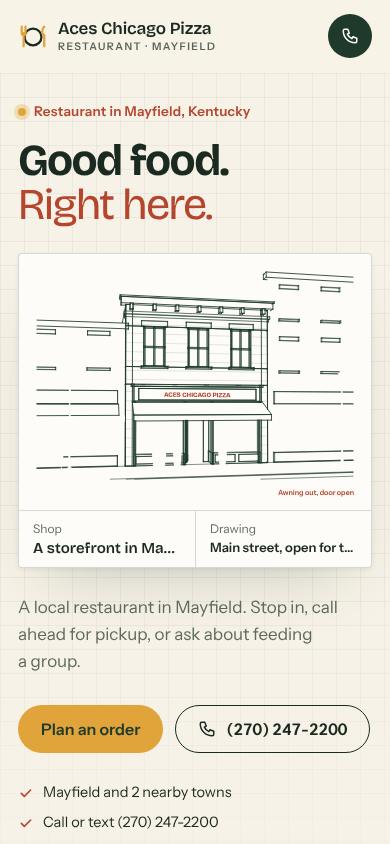 Aces Chicago Pizza
RESTAURANT · MAYFIELD
Restaurant in Mayfield, Kentucky
Good food.
Right here.
ACES CHICAGO PIZZA
Awning out, door open
Shop
A storefront in Ma...
Drawing
Main street, open for t...
A local restaurant in Mayfield. Stop in, call
ahead for pickup, or ask about feeding
a group.
Plan an order
(270) 247-2200
Mayfield and 2 nearby towns
Call or text (270) 247-2200